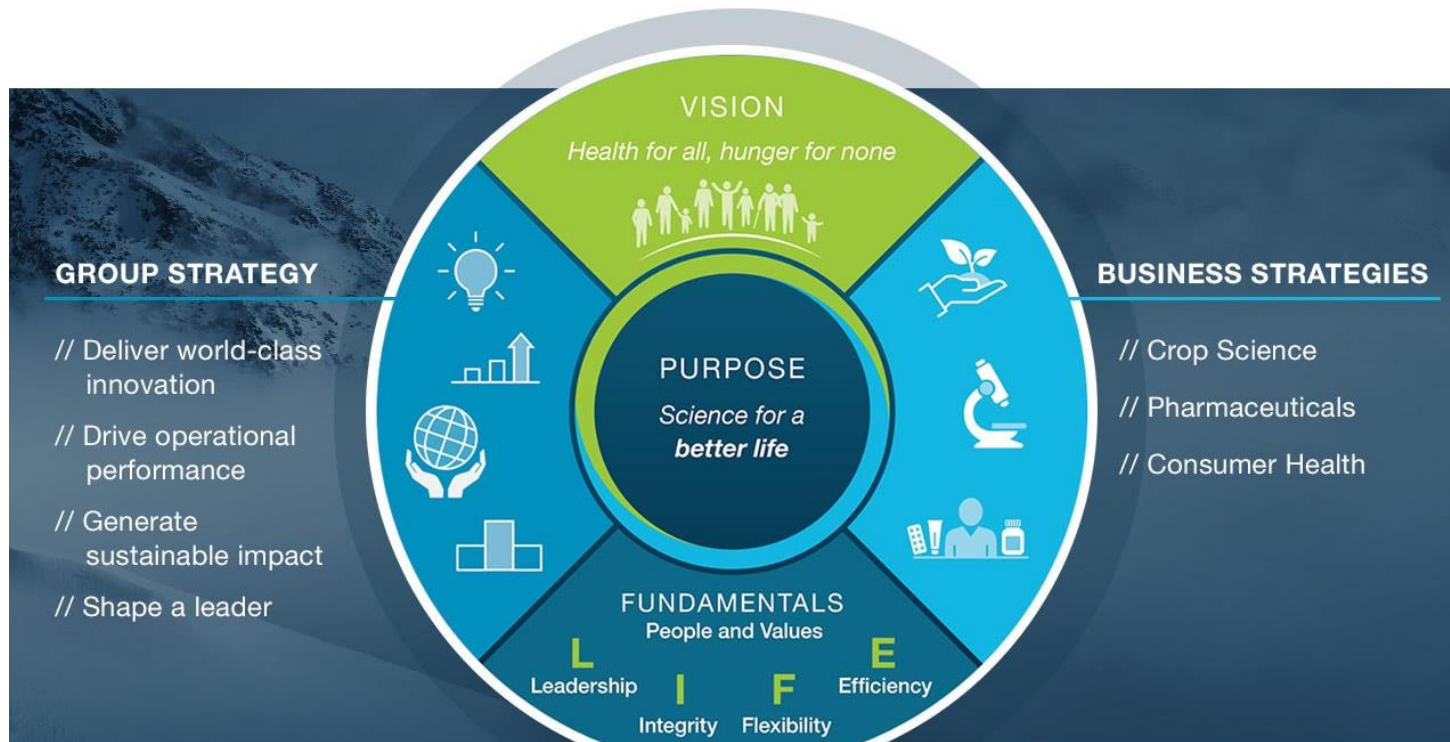 VISION
Health for all, hunger for none
GROUP STRATEGY
// Deliver world-class
innovation
// Drive operational
performance
// Generate
sustainable impact
// Shape a leader
PURPOSE
Science for a
better life
BUSINESS STRATEGIES
// Crop Science
// Pharmaceuticals
// Consumer Health
FUNDAMENTALS
People and Values
L
Leadership
I
Integrity
F
Flexibility
E
Efficiency